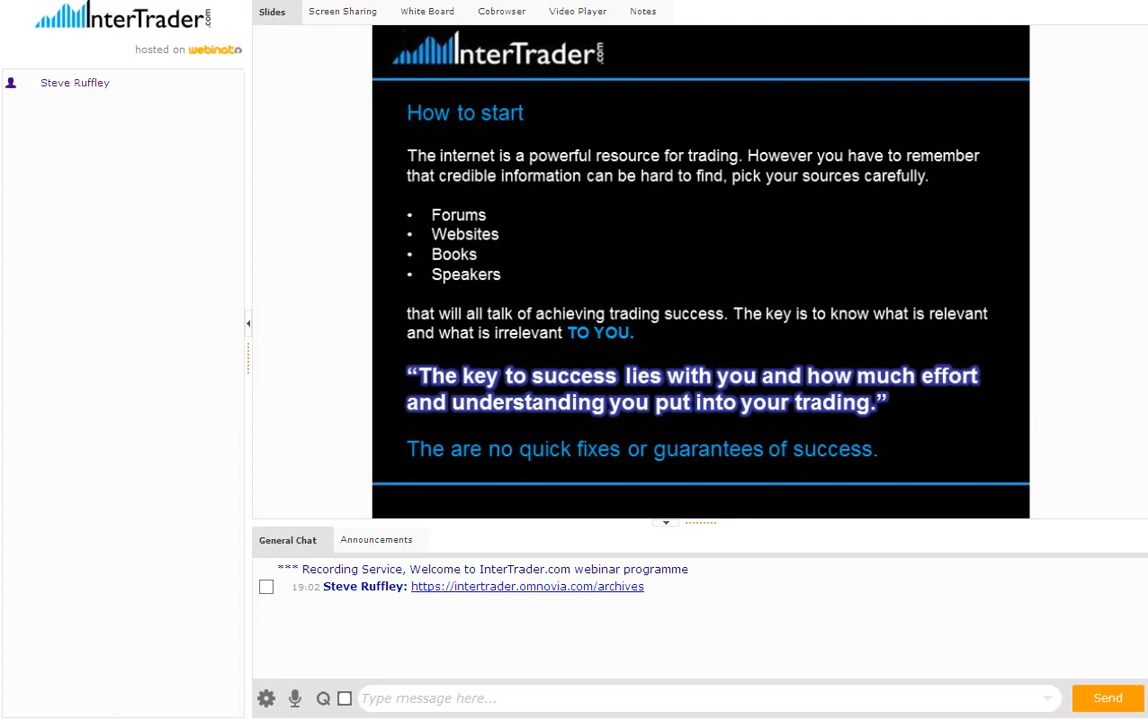 InterTrader.com
hosted on webinato
Steve Ruffley
Slides Screen Sharing White Board Cobrowser Video Player Notes
InterTrader.com
How to start
The internet is a powerful resource for trading. However you have to remember
that credible information can be hard to find, pick your sources carefully.
• Forums
• Websites
• Books
• Speakers
that will all talk of achieving trading success. The key is to know what is relevant
and what is irrelevant TO YOU.
“The key to success lies with you and how much effort
and understanding you put into your trading.”
The are no quick fixes or guarantees of success.
General Chat Announcements
*** Recording Service, Welcome to InterTrader.com webinar programme
19:02 Steve Ruffley: https://intertrader.omnovia.com/archives
Q Type message here... Send